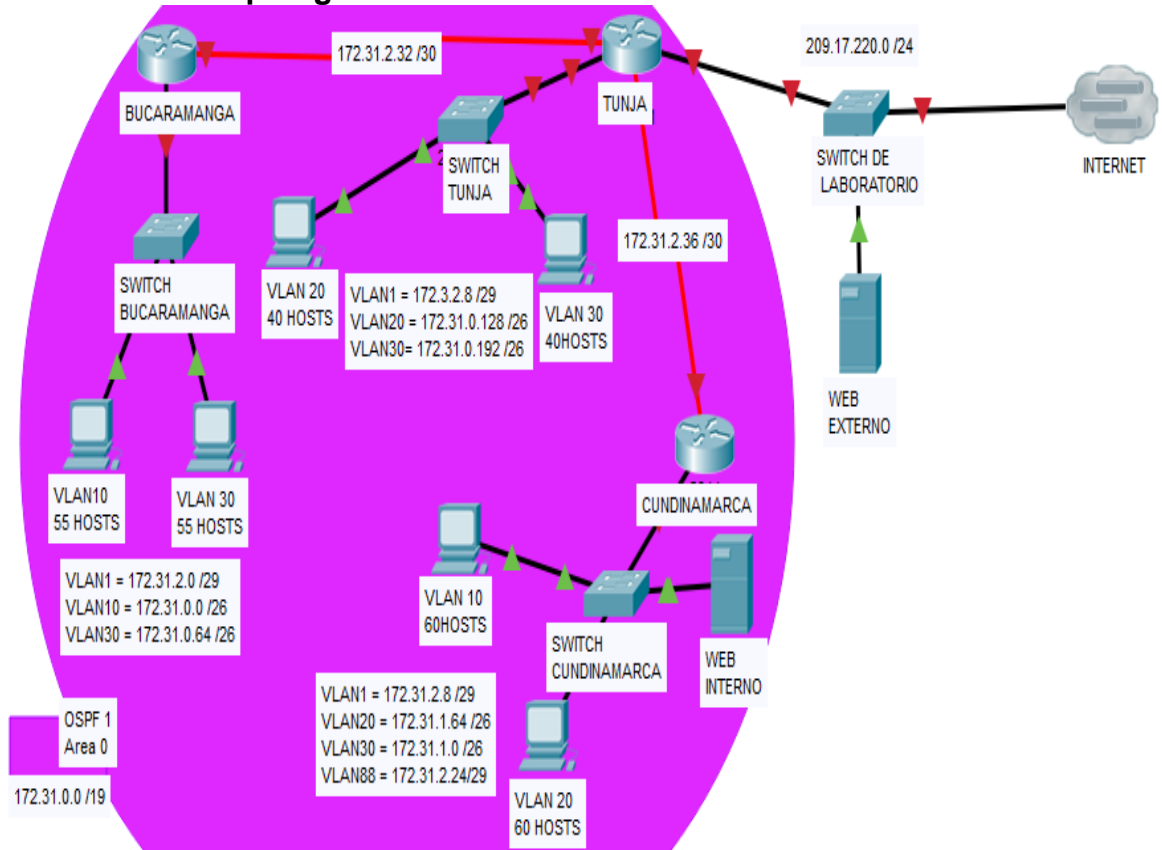 172.31.2.32 /30
209.17.220.0 /24
BUCARAMANGA
TUNJA
SWITCH
TUNJA
SWITCH DE
LABORATORIO
INTERNET
172.31.2.36 /30
SWITCH
BUCARAMANGA
VLAN 20
40 HOSTS
VLAN1 = 172.3.2.8 /29
VLAN20 = 172.31.0.128 /26
VLAN30= 172.31.0.192 /26
VLAN 30
40HOSTS
WEB
EXTERNO
VLAN10
55 HOSTS
VLAN 30
55 HOSTS
CUNDINAMARCA
VLAN1 = 172.31.2.0 /29
VLAN10 = 172.31.0.0 /26
VLAN30 = 172.31.0.64 /26
VLAN 10
60HOSTS
SWITCH
CUNDINAMARCA
WEB
INTERNO
VLAN1 = 172.31.2.8 /29
VLAN20 = 172.31.1.64 /26
VLAN30 = 172.31.1.0 /26
VLAN88 = 172.31.2.24/29
OSPF 1
Area 0
172.31.0.0 /19
VLAN 20
60 HOSTS